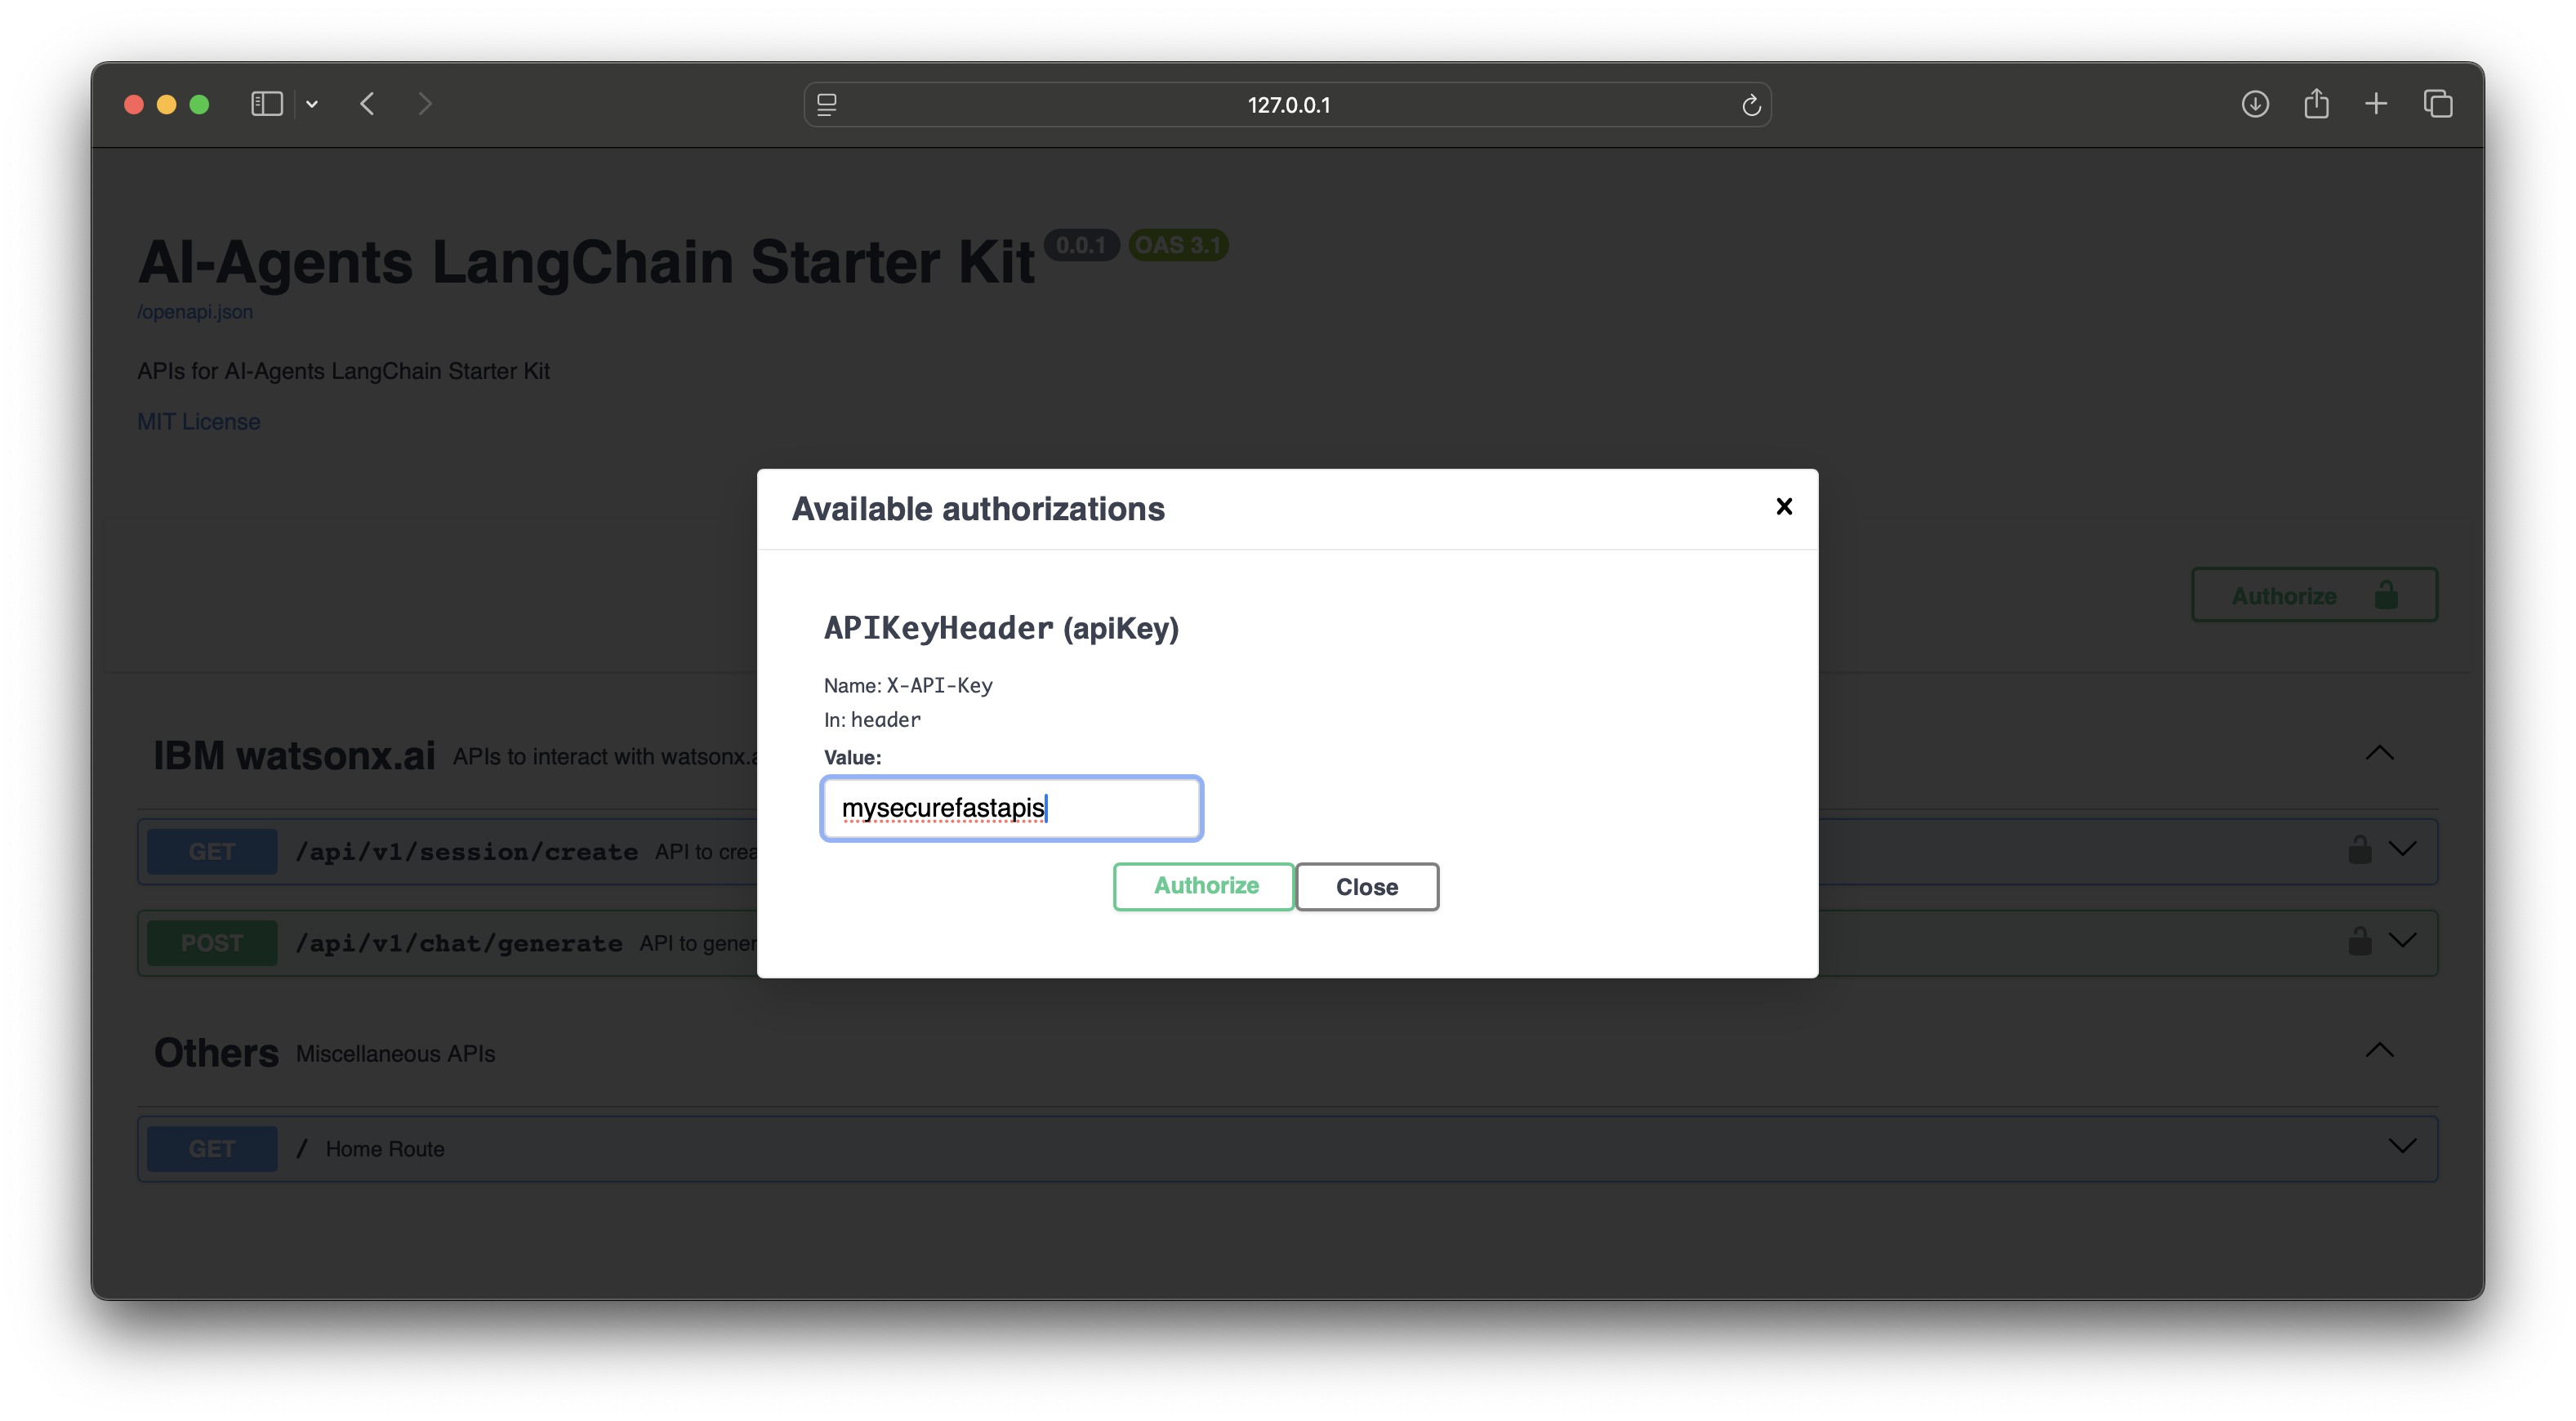 127.0.0.1
AI-Agents LangChain Starter Kit 0.0.1 OAS 3.1
/openapi.json
APIs for AI-Agents LangChain Starter Kit
MIT License
Available authorizations
Authorize
APIKeyHeader (apiKey)
Name: X-API-Key
In: header
Value:
mysecurefastapis
Authorize Close
IBM watsonx.ai APIs to interact with watsonx.a
GET /api/v1/session/create API to crea
POST /api/v1/chat/generate API to gener
Others Miscellaneous APIs
GET / Home Route